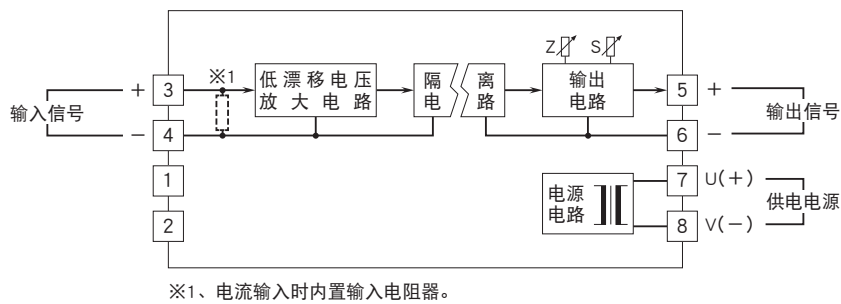 Z S
※1
低漂移电压
放大电路
隔
电
离
路
输出
电路
+ 3
5 +
输入信号
输出信号
− 4
6 −
1
7 U(+)
电源
电路
供电电源
2
8 V(−)
※1、电流输入时内置输入电阻器。